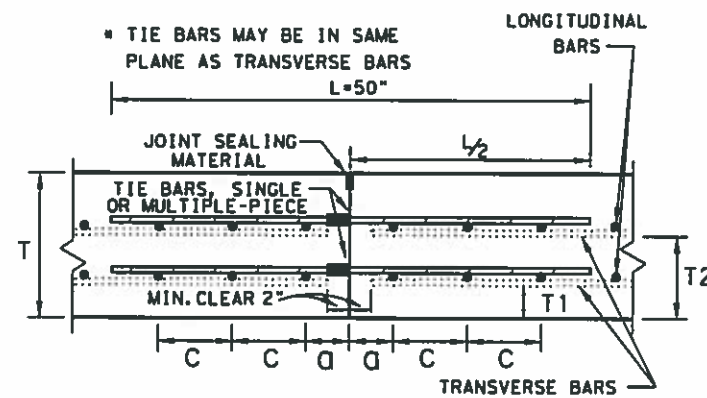 * TIE BARS MAY BE IN SAME
PLANE AS TRANSVERSE BARS
LONGITUDINAL
BARS
L=50"
L/2
JOINT SEALING
MATERIAL
TIE BARS, SINGLE
OR MULTIPLE-PIECE
T
T2
MIN. CLEAR 2"
T1
C C a a C C
TRANSVERSE BARS